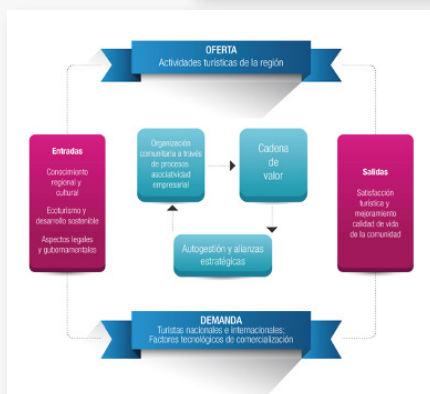 OFERTA
Actividades turísticas de la región
Entradas
Conocimiento
regional y
cultural
Ecoturismo y
desarrollo sostenible
Aspectos legales
y gubernamentales
Organización
comunitaria a través
de procesos
asociatividad
empresarial
Cadena
de
valor
Autogestión y alianzas
estratégicas
Salidas
Satisfacción
turística y
mejoramiento
calidad de vida
de la comunidad
DEMANDA
Turistas nacionales e internacionales;
Factores tecnológicos de comercialización